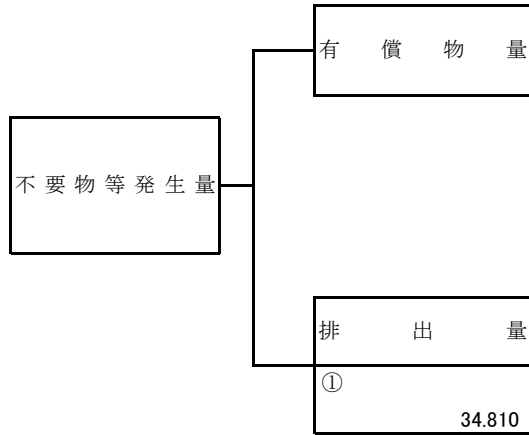 有償物量
不要物等発生量
排出量
①
34.810